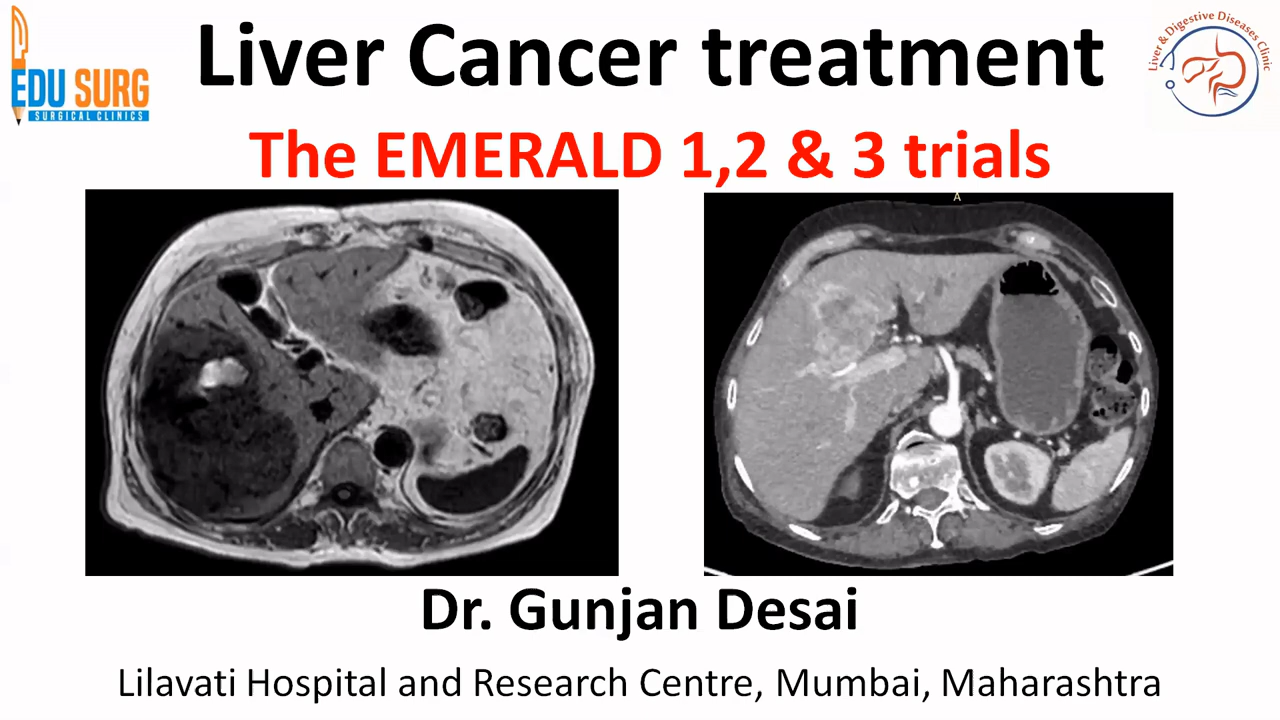 Liver Cancer treatment
EDU SURG
SURGICAL CLINICS
Liver & Digestive Diseases Clinic
The EMERALD 1,2 & 3 trials
A
Dr. Gunjan Desai
Lilavati Hospital and Research Centre, Mumbai, Maharashtra